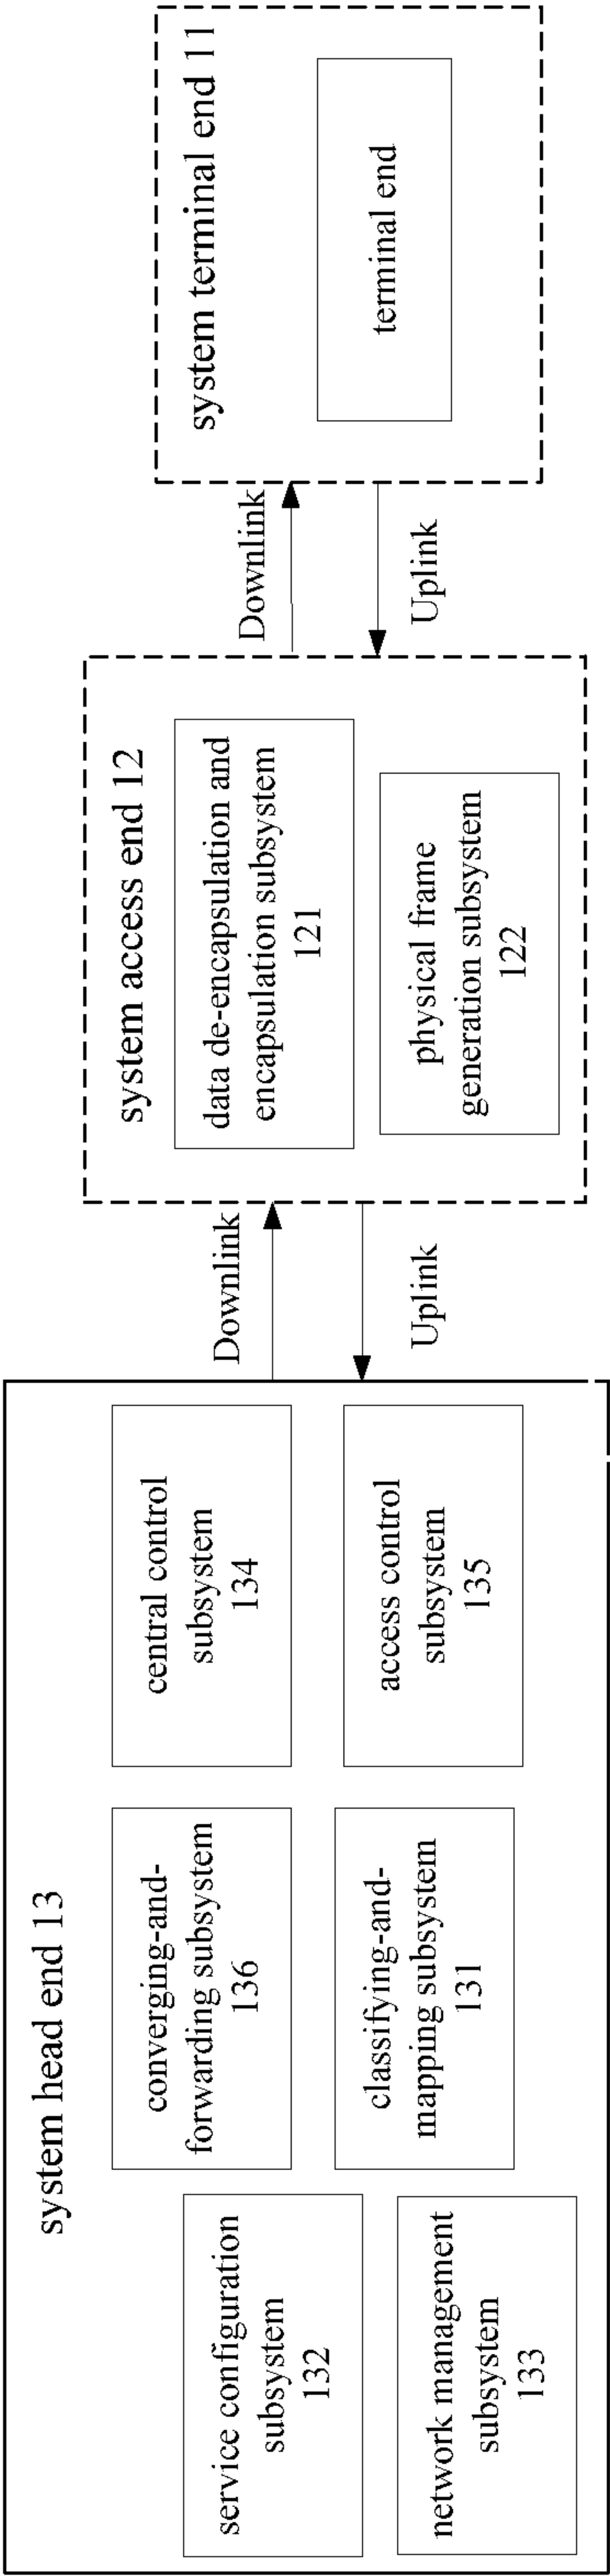 system head end 13
service configuration
subsystem
132
network management
subsystem
133
converging-and-
forwarding subsystem
136
classifying-and-
mapping subsystem
131
central control
subsystem
134
access control
subsystem
135
Downlink
Uplink
system access end 12
data de-encapsulation and
encapsulation subsystem
121
physical frame
generation subsystem
122
Downlink
Uplink
system terminal end 11
terminal end